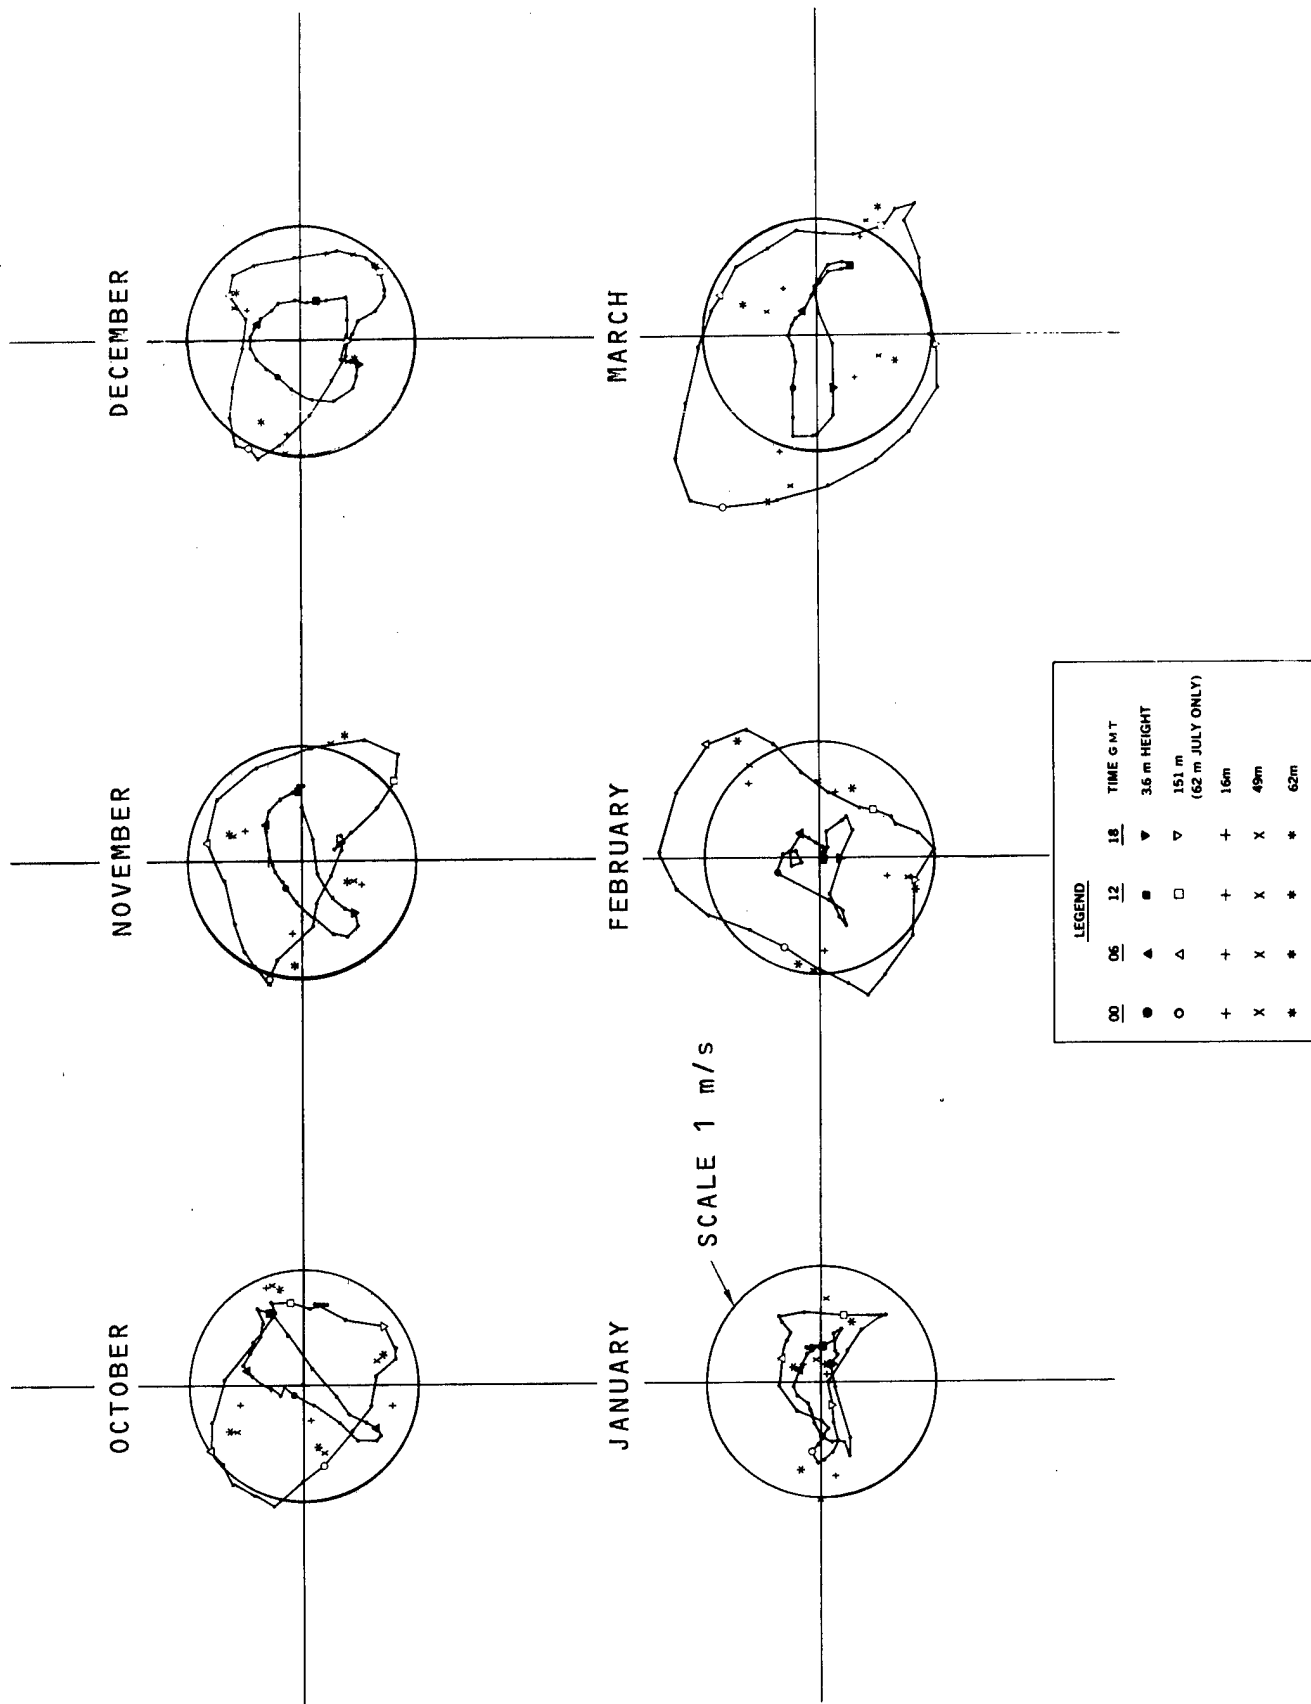 OCTOBER
NOVEMBER
DECEMBER
JANUARY
FEBRUARY
MARCH
SCALE 1 m/s
LEGEND
00 06 12 18 TIME GMT
● ▲ ■ ▼ 3.6 m HEIGHT
○ △ □ ▽ 151 m
(62 m JULY ONLY)
+ + + + 16m
x x x x 49m
* * * * 62m